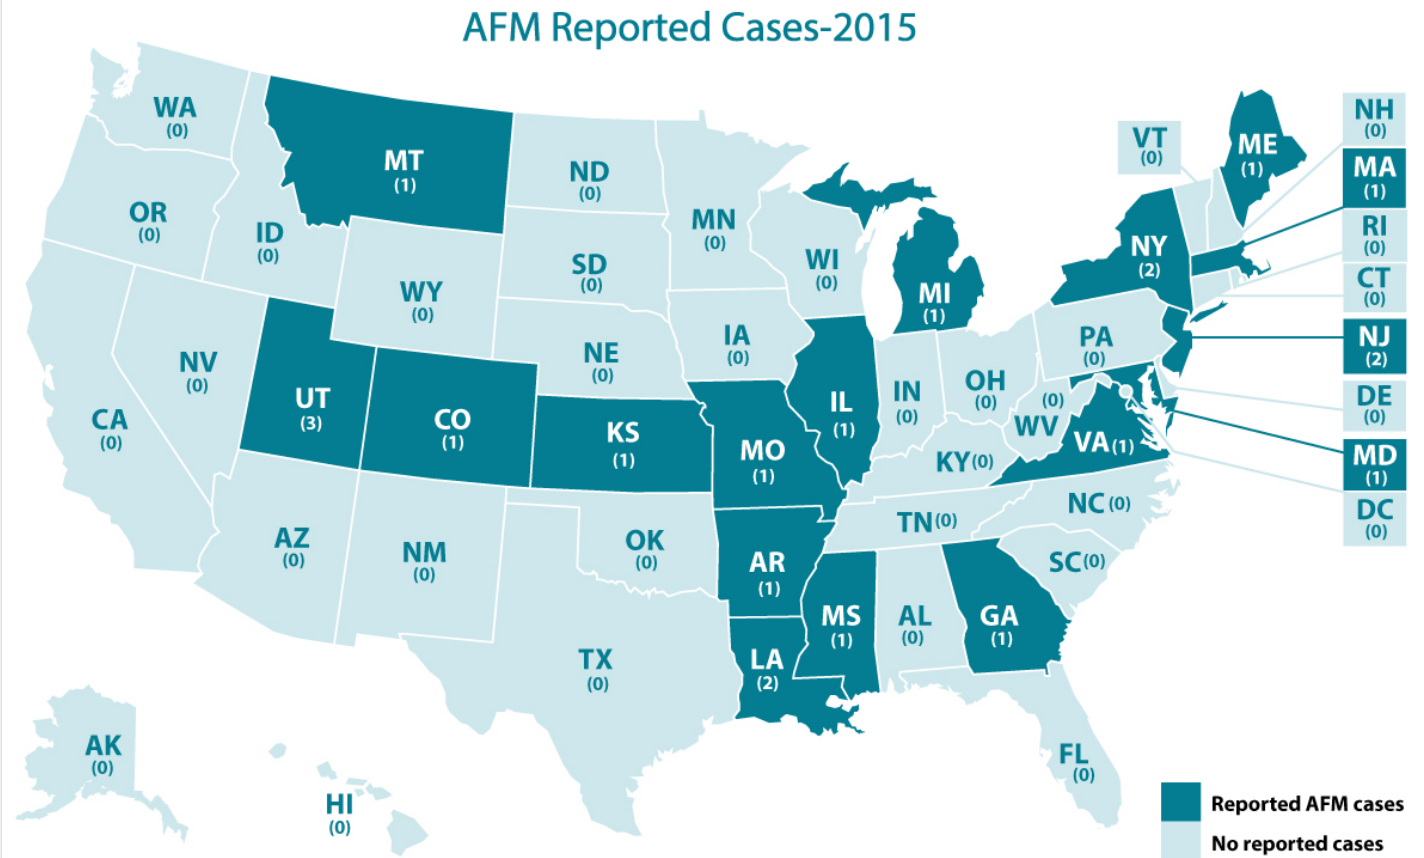 AFM Reported Cases-2015
WA
(0)
MT
(1)
ND
(0)
MN
(0)
VT
(0)
ME
(1)
NH
(0)
MA
(1)
RI
(0)
CT
(0)
NJ
(2)
DE
(0)
MD
(1)
DC
(0)
OR
(0)
ID
(0)
WY
(0)
SD
(0)
WI
(0)
MI
(1)
NY
(2)
PA
(0)
NV
(0)
CA
(0)
UT
(3)
CO
(1)
NE
(0)
IA
(0)
KS
(1)
MO
(1)
IL
(1)
IN
(0)
OH
(0)
(0)
WV
VA(1)
KY(0)
AZ
(0)
NM
(0)
OK
(0)
AR
(1)
TN(0)
NC(0)
SC(0)
TX
(0)
LA
(2)
MS
(1)
AL
(0)
GA
(1)
FL
(0)
AK
(0)
HI
(0)
Reported AFM cases
No reported cases